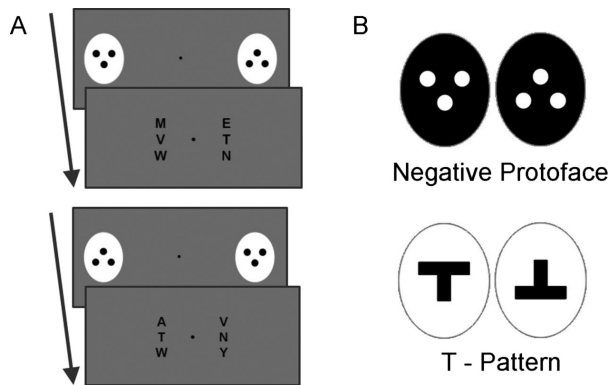 A
M E
V T
W N
A V
T N
W Y
B
Negative Protoface
T - Pattern